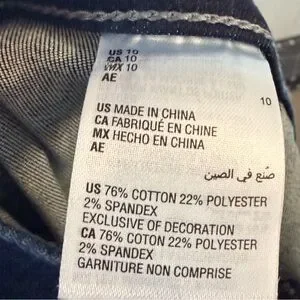 US 10
CA 10
MX 10
AE
10
US MADE IN CHINA
CA FABRIQUÉ EN CHINE
MX HECHO EN CHINA
AE
صنع في الصين
US 76% COTTON 22% POLYESTER
2% SPANDEX
EXCLUSIVE OF DECORATION
CA 76% COTON 22% POLYESTER
2% SPANDEX
GARNITURE NON COMPRISE